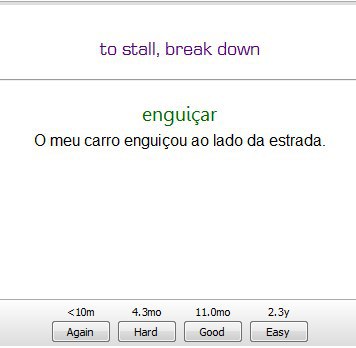 to stall, break down
enguiçar
O meu carro enguiçou ao lado da estrada.
<10m 4.3mo 11.0mo 2.3y
Again Hard Good Easy